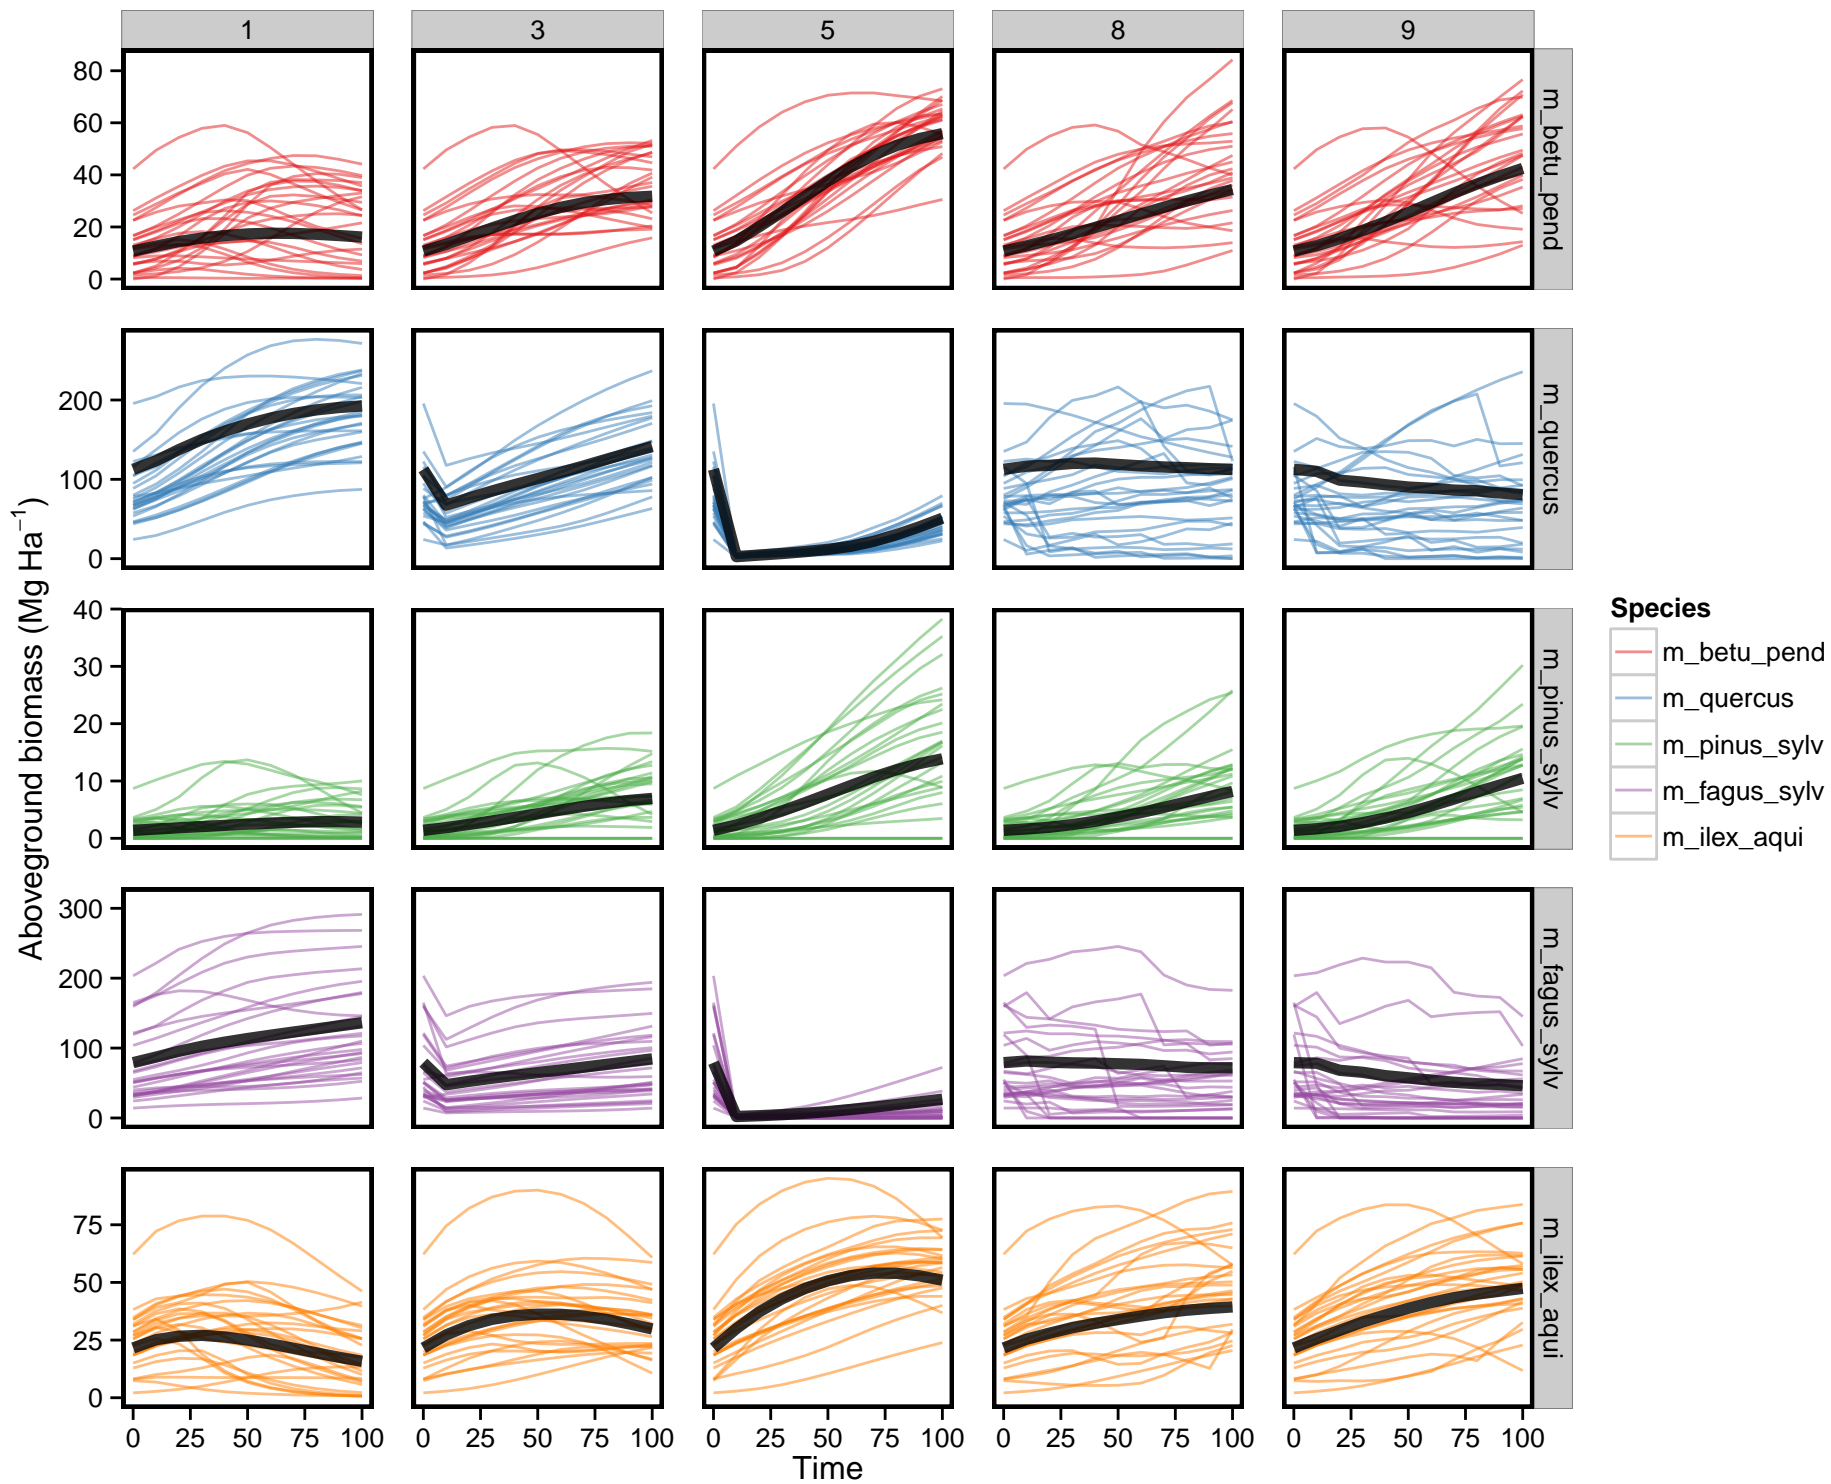 1 3 5 8 9
80
60
40
20
0
m_betu_pend
200
100
0
m_quercus
40
30
20
10
0
m_pinus_sylv
300
200
100
0
m_fagus_sylv
75
50
25
0
m_ilex_aqui
0 25 50 75 100 0 25 50 75 100 0 25 50 75 100 0 25 50 75 100 0 25 50 75 100
Time
Aboveground biomass (Mg Ha⁻¹)
Species
m_betu_pend
m_quercus
m_pinus_sylv
m_fagus_sylv
m_ilex_aqui